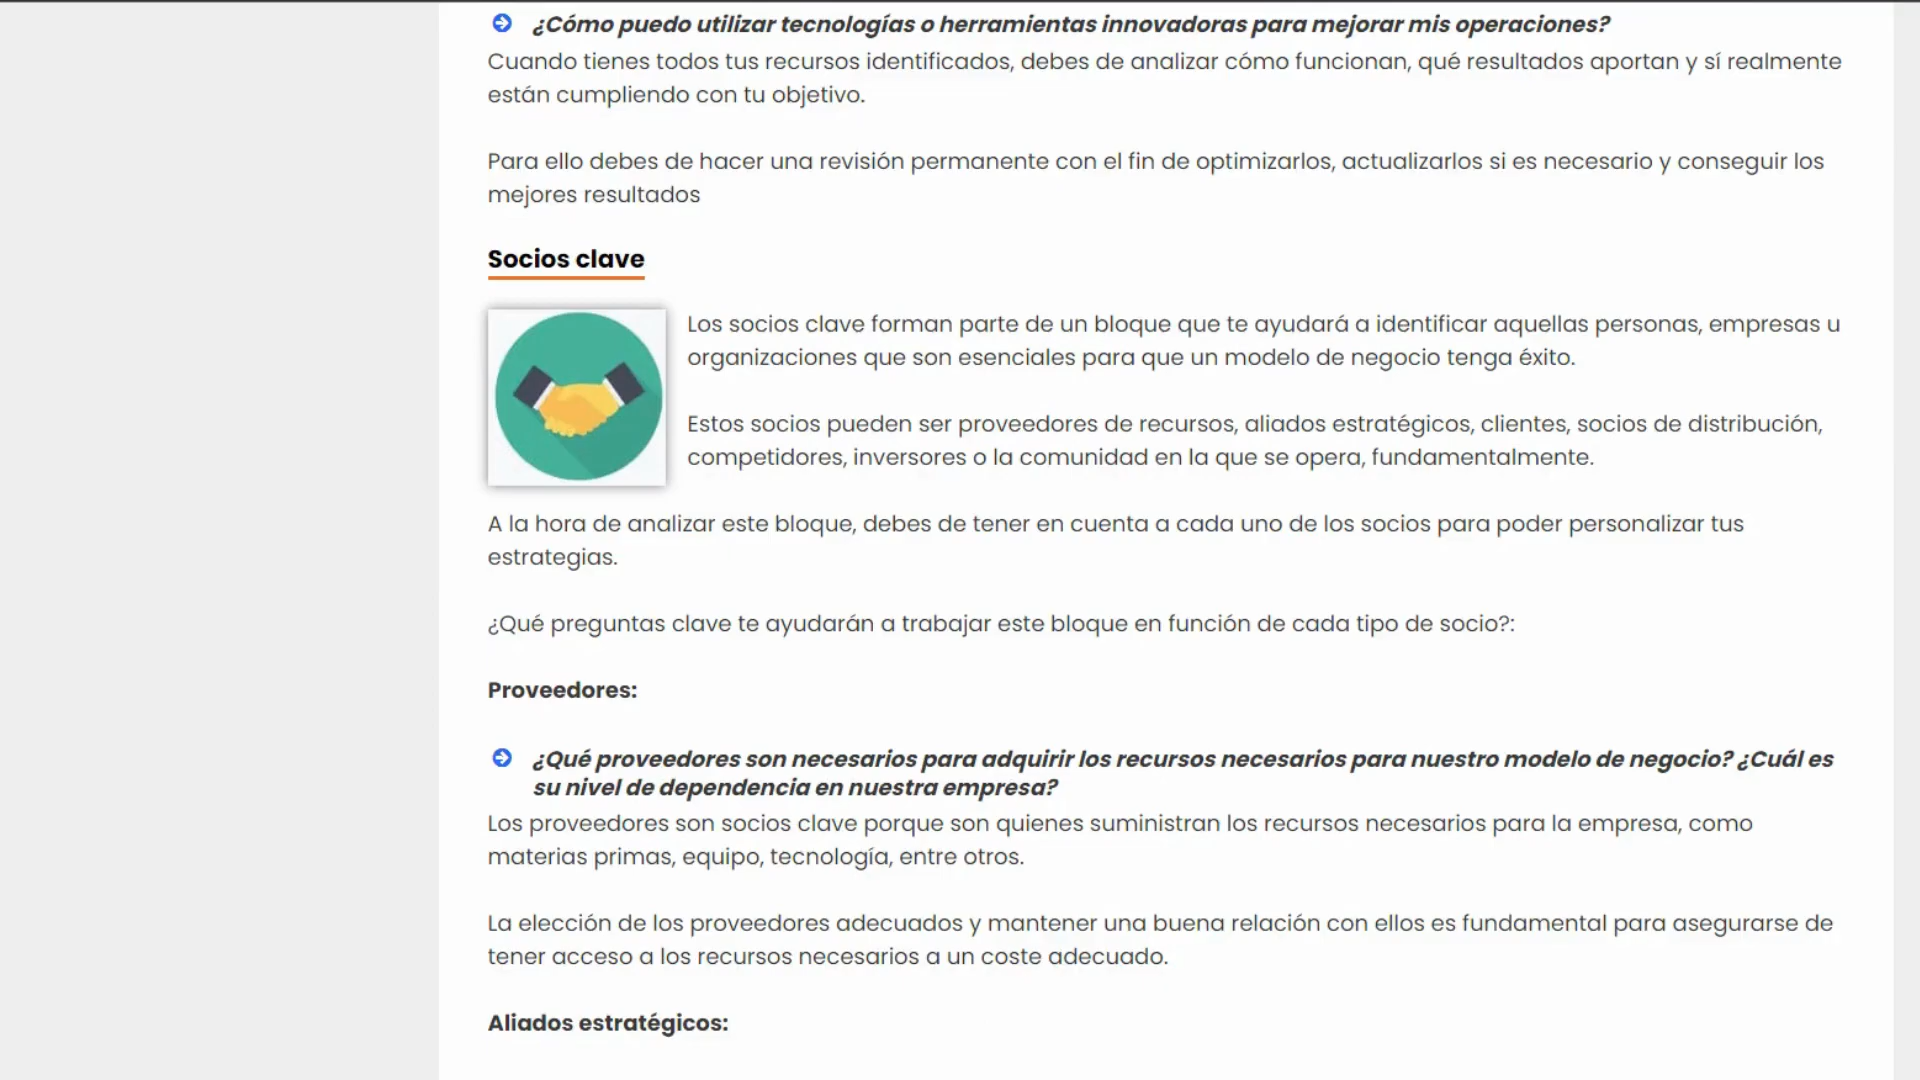 ¿Cómo puedo utilizar tecnologías o herramientas innovadoras para mejorar mis operaciones?
Cuando tienes todos tus recursos identificados, debes de analizar cómo funcionan, qué resultados aportan y sí realmente
están cumpliendo con tu objetivo.
Para ello debes de hacer una revisión permanente con el fin de optimizarlos, actualizarlos si es necesario y conseguir los
mejores resultados
Socios clave
Los socios clave forman parte de un bloque que te ayudará a identificar aquellas personas, empresas u
organizaciones que son esenciales para que un modelo de negocio tenga éxito.
Estos socios pueden ser proveedores de recursos, aliados estratégicos, clientes, socios de distribución,
competidores, inversores o la comunidad en la que se opera, fundamentalmente.
A la hora de analizar este bloque, debes de tener en cuenta a cada uno de los socios para poder personalizar tus
estrategias.
¿Qué preguntas clave te ayudarán a trabajar este bloque en función de cada tipo de socio?:
Proveedores:
¿Qué proveedores son necesarios para adquirir los recursos necesarios para nuestro modelo de negocio? ¿Cuál es
su nivel de dependencia en nuestra empresa?
Los proveedores son socios clave porque son quienes suministran los recursos necesarios para la empresa, como
materias primas, equipo, tecnología, entre otros.
La elección de los proveedores adecuados y mantener una buena relación con ellos es fundamental para asegurarse de
tener acceso a los recursos necesarios a un coste adecuado.
Aliados estratégicos: